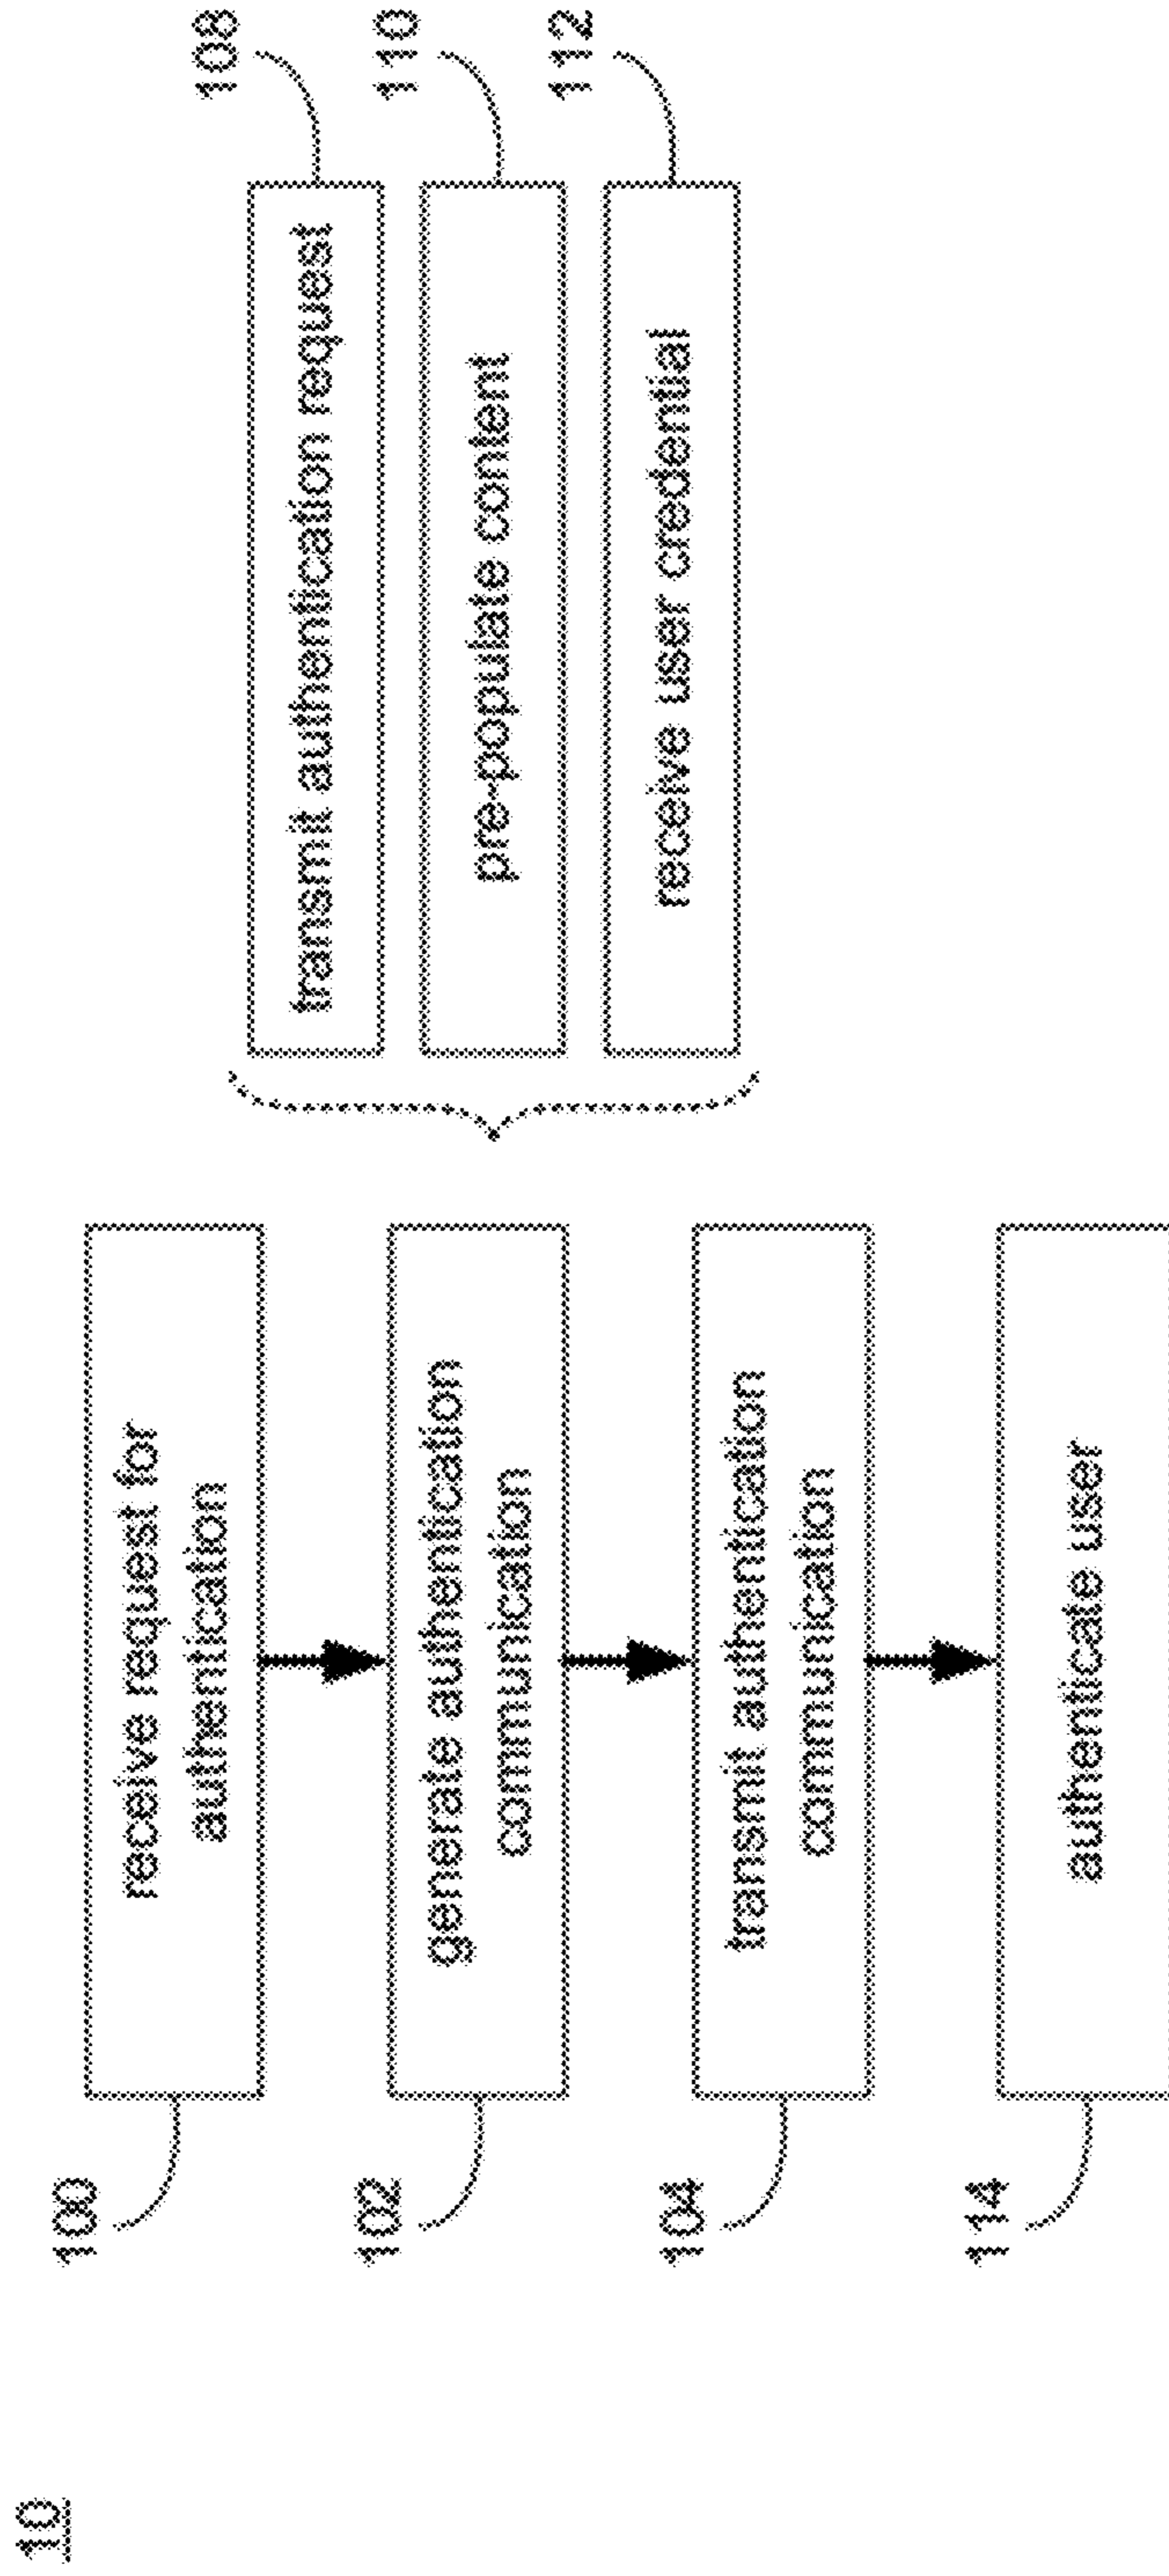 10
100
receive request for
authentication
102
generate authentication
communication
104
transmit authentication
communication
114
authenticate user
transmit authentication request
108
pre-populate content
110
receive user credential
112